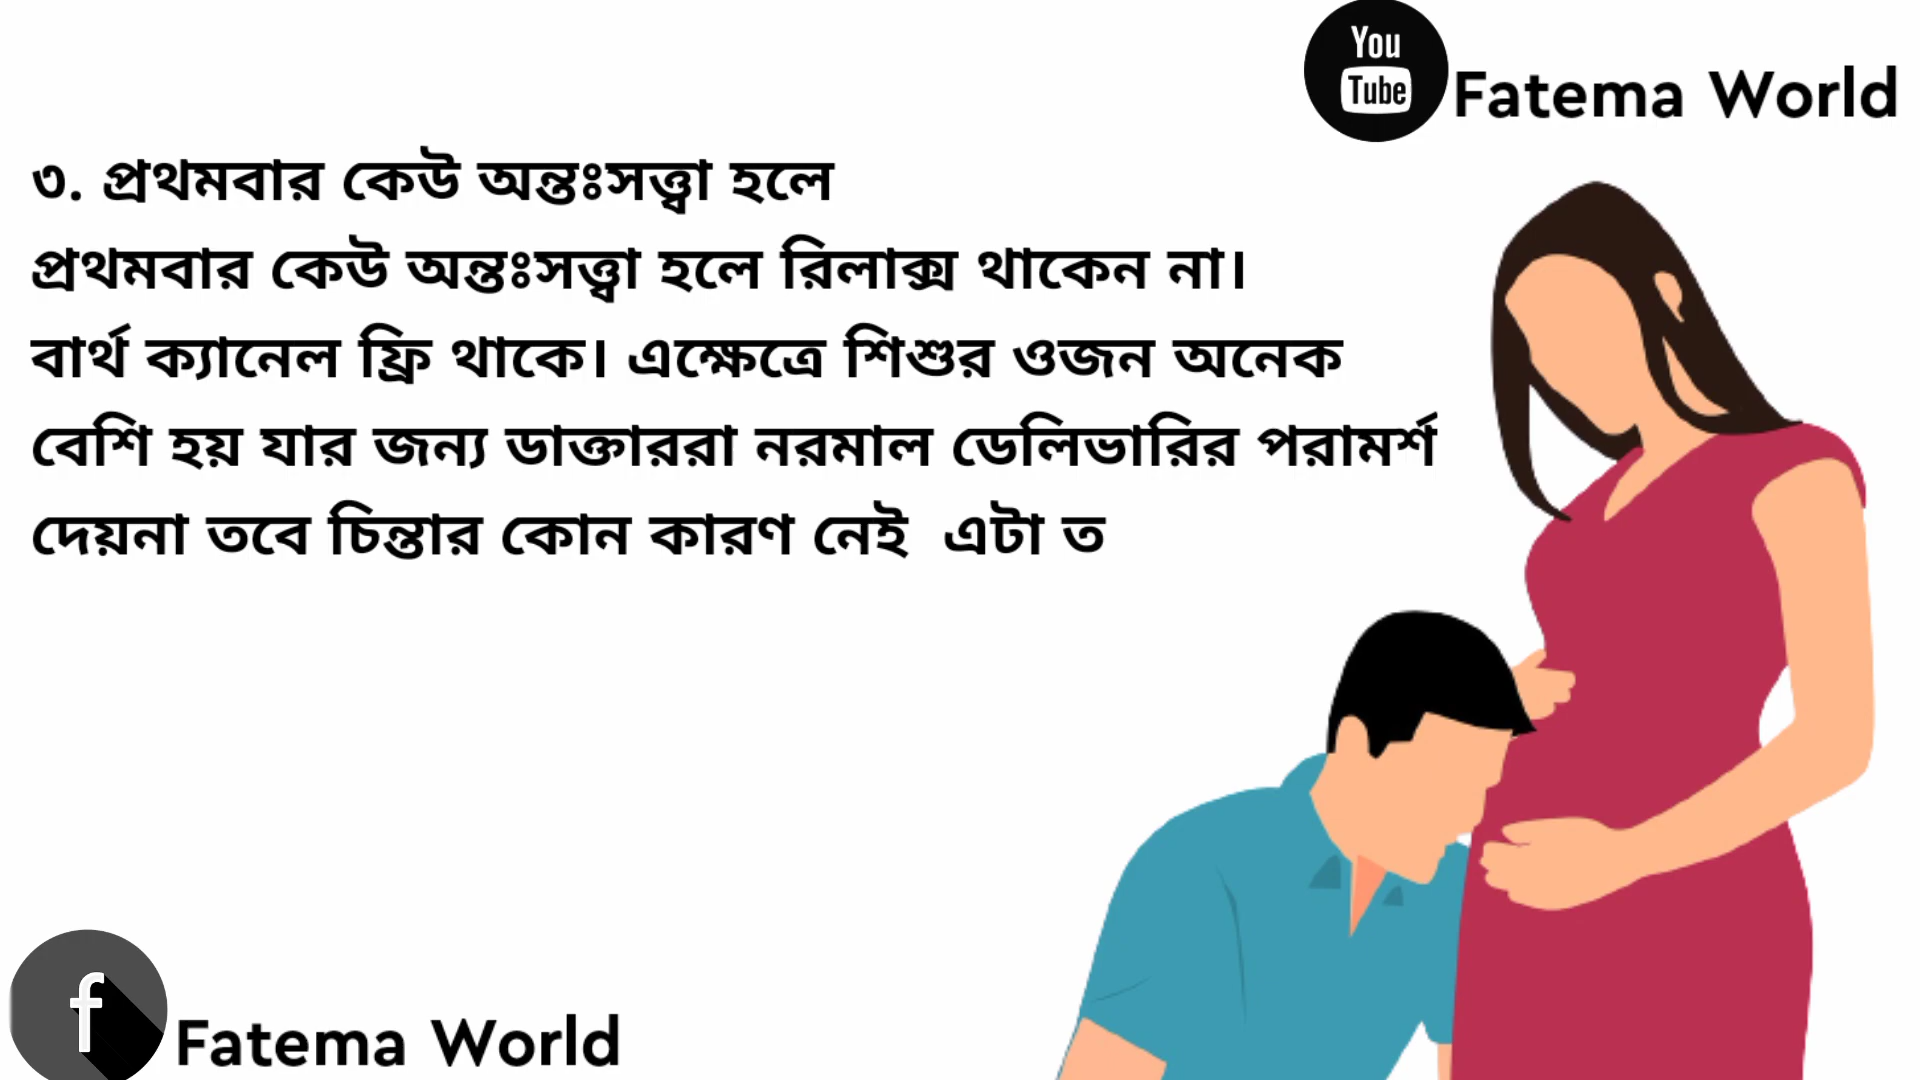 You
Tube
Fatema World
৩. প্রথমবার কেউ অন্তঃসত্ত্বা হলে
প্রথমবার কেউ অন্তঃসত্ত্বা হলে রিলাক্স থাকেন না।
বার্থ ক্যানেল ফ্রি থাকে। এক্ষেত্রে শিশুর ওজন অনেক
বেশি হয় যার জন্য ডাক্তাররা নরমাল ডেলিভারির পরামর্শ
দেয়না তবে চিন্তার কোন কারণ নেই  এটা ত
f
Fatema World